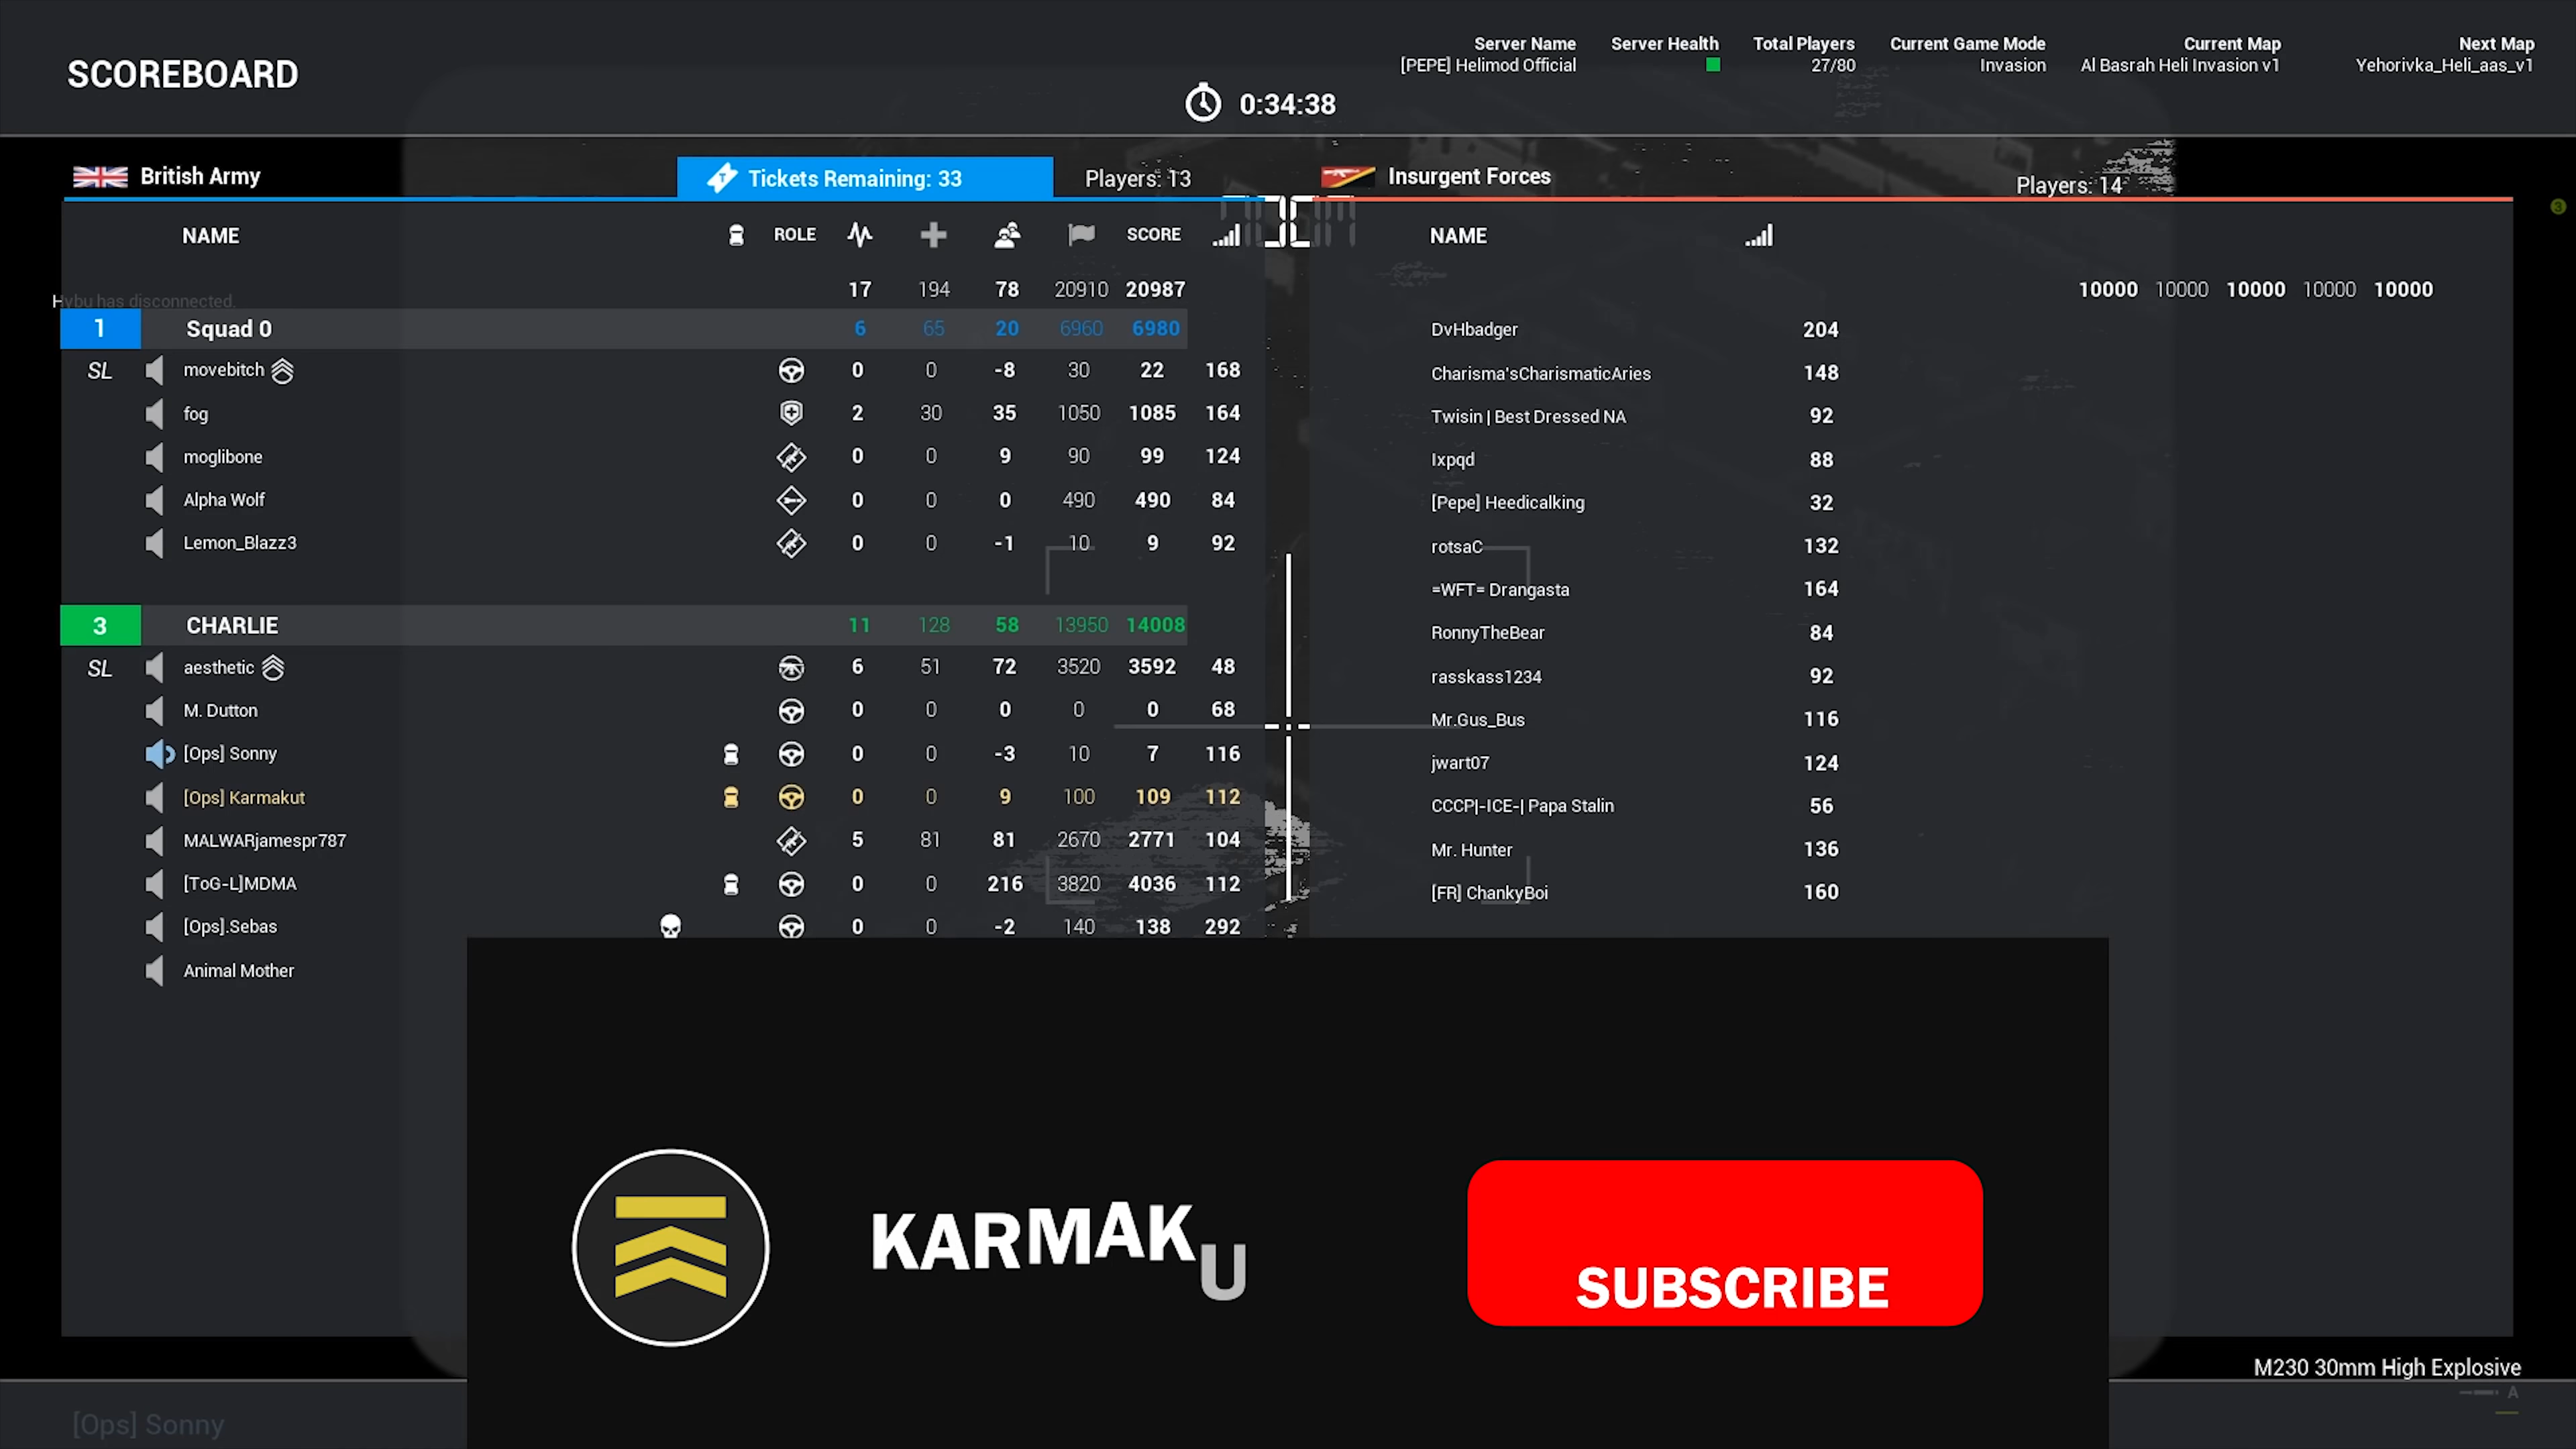 SCOREBOARD
Server Name Server Health Total Players Current Game Mode Current Map Next Map
[PEPE] Helimod Official 27/80 Invasion Al Basrah Heli Invasion v1 Yehorivka_Heli_aas_v1
0:34:38
British Army Tickets Remaining: 33 Players: 13 Insurgent Forces Players: 14
NAME ROLE SCORE NAME
17 194 78 20910 20987 10000 10000 10000 10000 10000
Hybu has disconnected.
1 Squad 0 6 65 20 6960 6980 DvHbadger 204
SL movebitch 0 0 -8 30 22 168 Charisma'sCharismaticAries 148
fog 2 30 35 1050 1085 164 Twisin | Best Dressed NA 92
moglibone 0 0 9 90 99 124 Ixpqd 88
Alpha Wolf 0 0 0 490 490 84 [Pepe] Heedicalking 32
Lemon_Blazz3 0 0 -1 10 9 92 rotsaC 132
=WFT= Drangasta 164
3 CHARLIE 11 128 58 13950 14008 RonnyTheBear 84
SL aesthetic 6 51 72 3520 3592 48 rasskass1234 92
M. Dutton 0 0 0 0 0 68 Mr.Gus_Bus 116
[Ops] Sonny 0 0 -3 10 7 116 jwart07 124
[Ops] Karmakut 0 0 9 100 109 112 CCCP|-ICE-| Papa Stalin 56
MALWARjamespr787 5 81 81 2670 2771 104 Mr. Hunter 136
[ToG-L]MDMA 0 0 216 3820 4036 112 [FR] ChankyBoi 160
[Ops].Sebas 0 0 -2 140 138 292
Animal Mother
KARMAKU
SUBSCRIBE
M230 30mm High Explosive
A
[Ops] Sonny